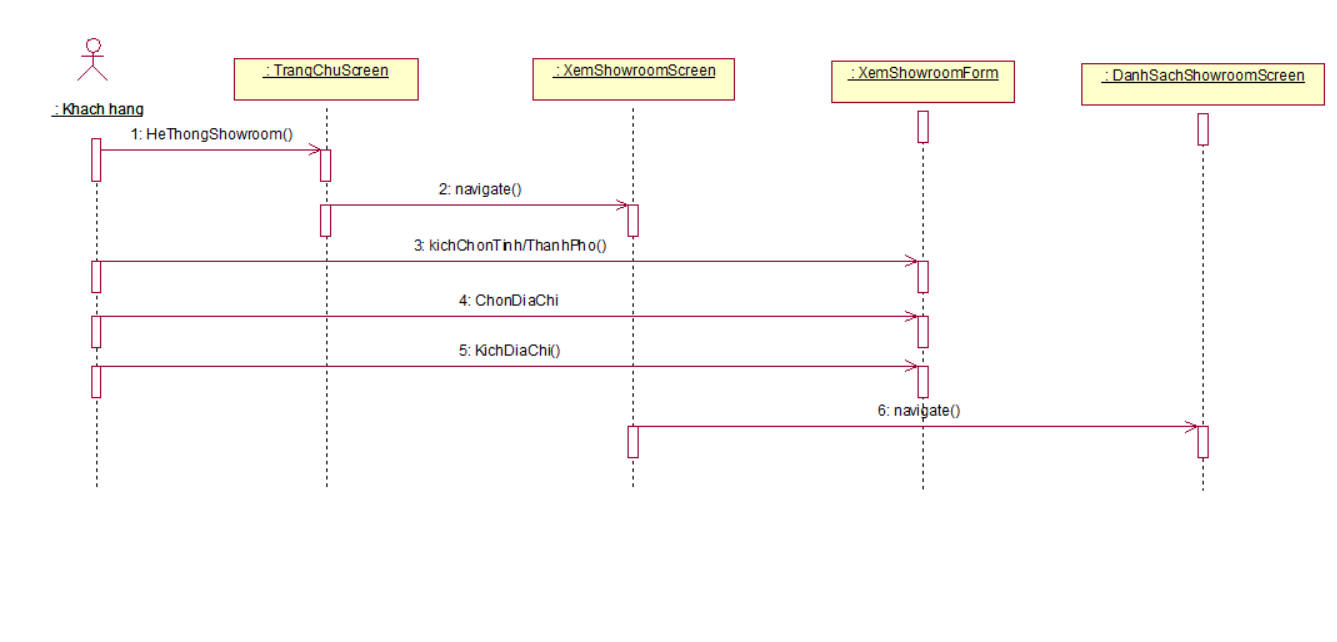 : Khach hang
: TrangChuScreen
: XemShowroomScreen
: XemShowroomForm
: DanhSachShowroomScreen
1: HeThongShowroom()
2: navigate()
3: kichChonTinh/ThanhPho()
4: ChonDiaChi
5: KichDiaChi()
6: navigate()